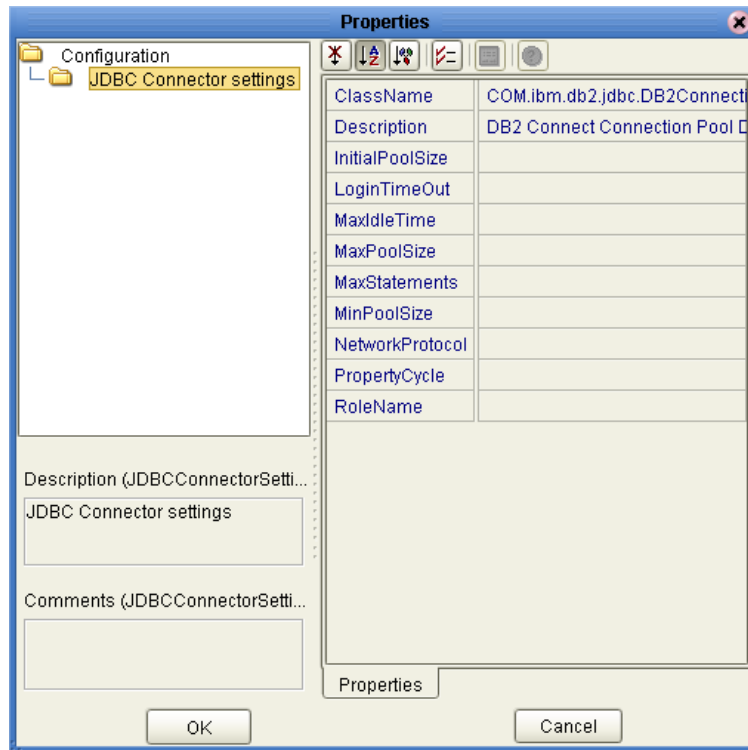 Properties
Configuration
JDBC Connector settings
ClassName COM.ibm.db2.jdbc.DB2Connecti
Description DB2 Connect Connection Pool D
InitialPoolSize
LoginTimeOut
MaxIdleTime
MaxPoolSize
MaxStatements
MinPoolSize
NetworkProtocol
PropertyCycle
RoleName
Description (JDBCConnectorSetti...
JDBC Connector settings
Comments (JDBCConnectorSetti...
Properties
OK
Cancel